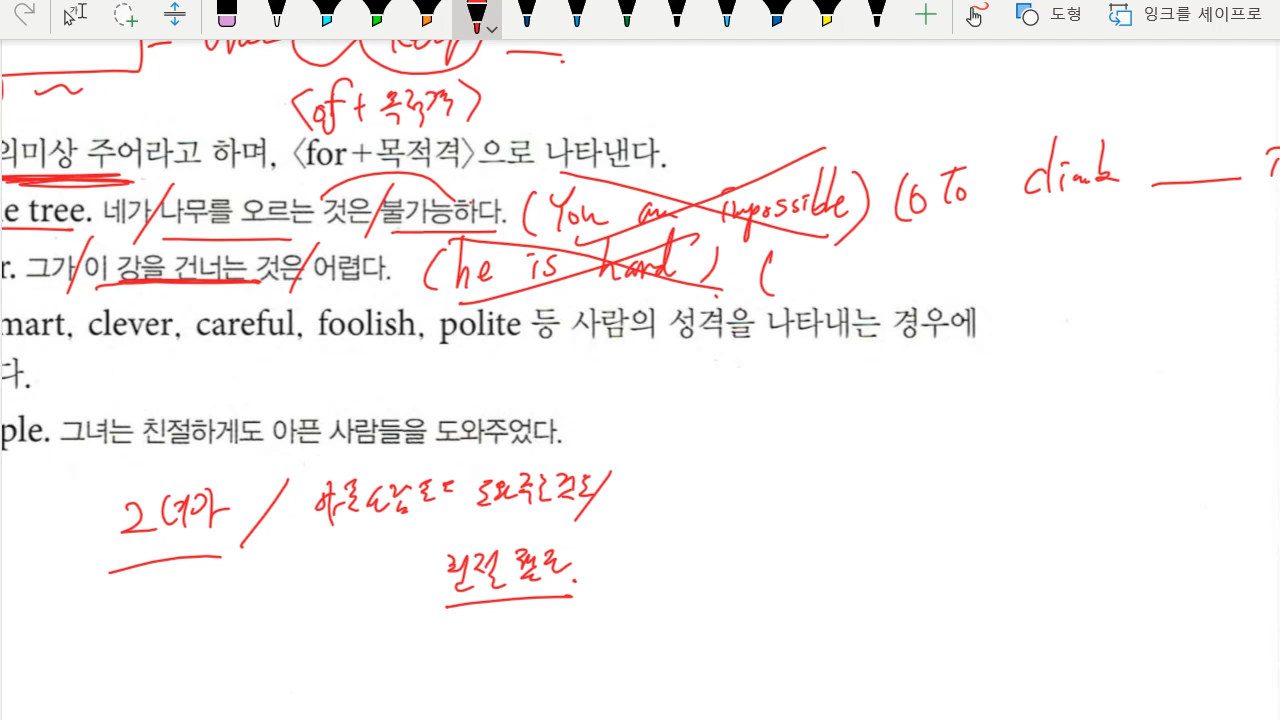 도형 잉크를 셰이프로
<of + 목적격>
의미상 주어라고 하며, 〈for+목적격〉으로 나타낸다.
e tree. 네가 나무를 오르는 것은 불가능하다. (You are impossible) (o To climb
r. 그가 이 강을 건너는 것은 어렵다. (he is hard) (
mart, clever, careful, foolish, polite 등 사람의 성격을 나타내는 경우에
다.
ple. 그녀는 친절하게도 아픈 사람들을 도와주었다.
그녀가 / 도와주는 것은/
친절했다.